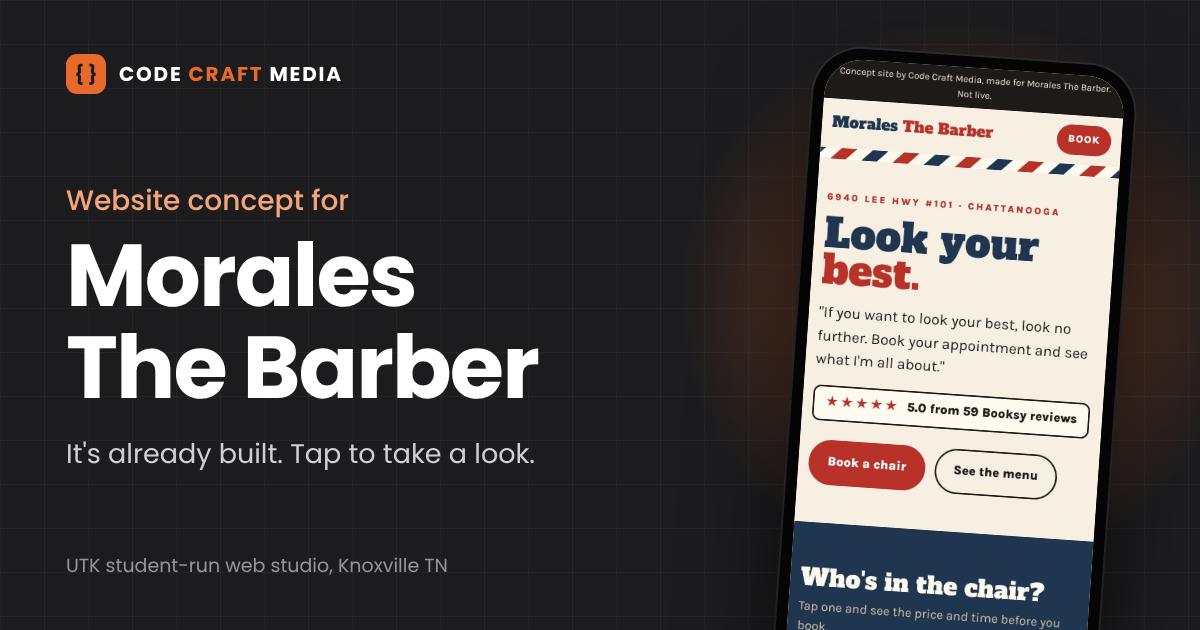 { } CODE CRAFT MEDIA
Website concept for
Morales
The Barber
It's already built. Tap to take a look.
UTK student-run web studio, Knoxville TN
Concept site by Code Craft Media, made for Morales The Barber.
Not live.
Morales The Barber
BOOK
6940 LEE HWY #101 · CHATTANOOGA
Look your
best.
"If you want to look your best, look no
further. Book your appointment and see
what I'm all about."
★★★★★ 5.0 from 59 Booksy reviews
Book a chair
See the menu
Who's in the chair?
Tap one and see the price and time before you
book.